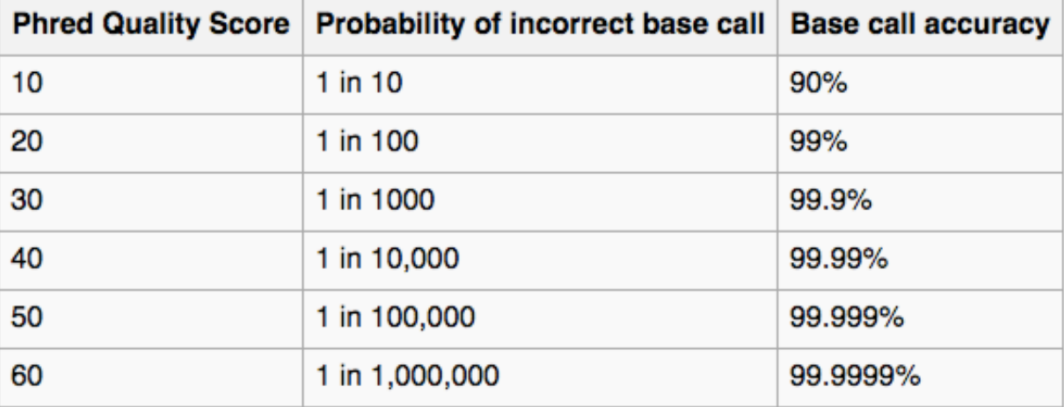 Phred Quality Score Probability of incorrect base call Base call accuracy
10 1 in 10 90%
20 1 in 100 99%
30 1 in 1000 99.9%
40 1 in 10,000 99.99%
50 1 in 100,000 99.999%
60 1 in 1,000,000 99.9999%